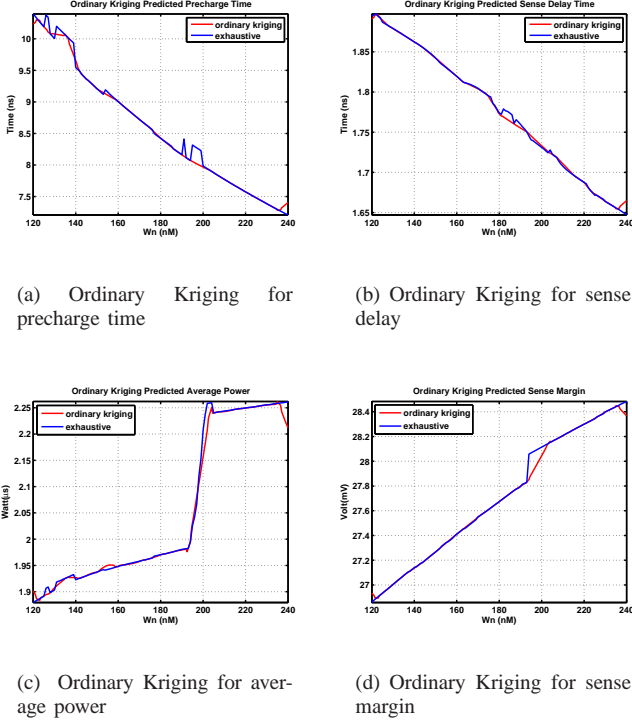 Ordinary Kriging Predicted Precharge Time
10
9.5
9
8.5
8
7.5
Time (ns)
ordinary kriging
exhaustive
120 140 160 180 200 220 240
Wn (nM)
(a) Ordinary Kriging for
precharge time
Ordinary Kriging Predicted Sense Delay Time
1.85
1.8
1.75
1.7
1.65
Time (ns)
ordinary kriging
exhaustive
120 140 160 180 200 220 240
Wn (nM)
(b) Ordinary Kriging for sense
delay
Ordinary Kriging Predicted Average Power
2.25
2.2
2.15
2.1
2.05
2
1.95
1.9
Watt(μs)
ordinary kriging
exhaustive
120 140 160 180 200 220 240
Wn (nM)
(c) Ordinary Kriging for aver-
age power
Ordinary Kriging Predicted Sense Margin
28.4
28.2
28
27.8
27.6
27.4
27.2
27
Volt(mV)
ordinary kriging
exhaustive
120 140 160 180 200 220 240
Wn (nM)
(d) Ordinary Kriging for sense
margin